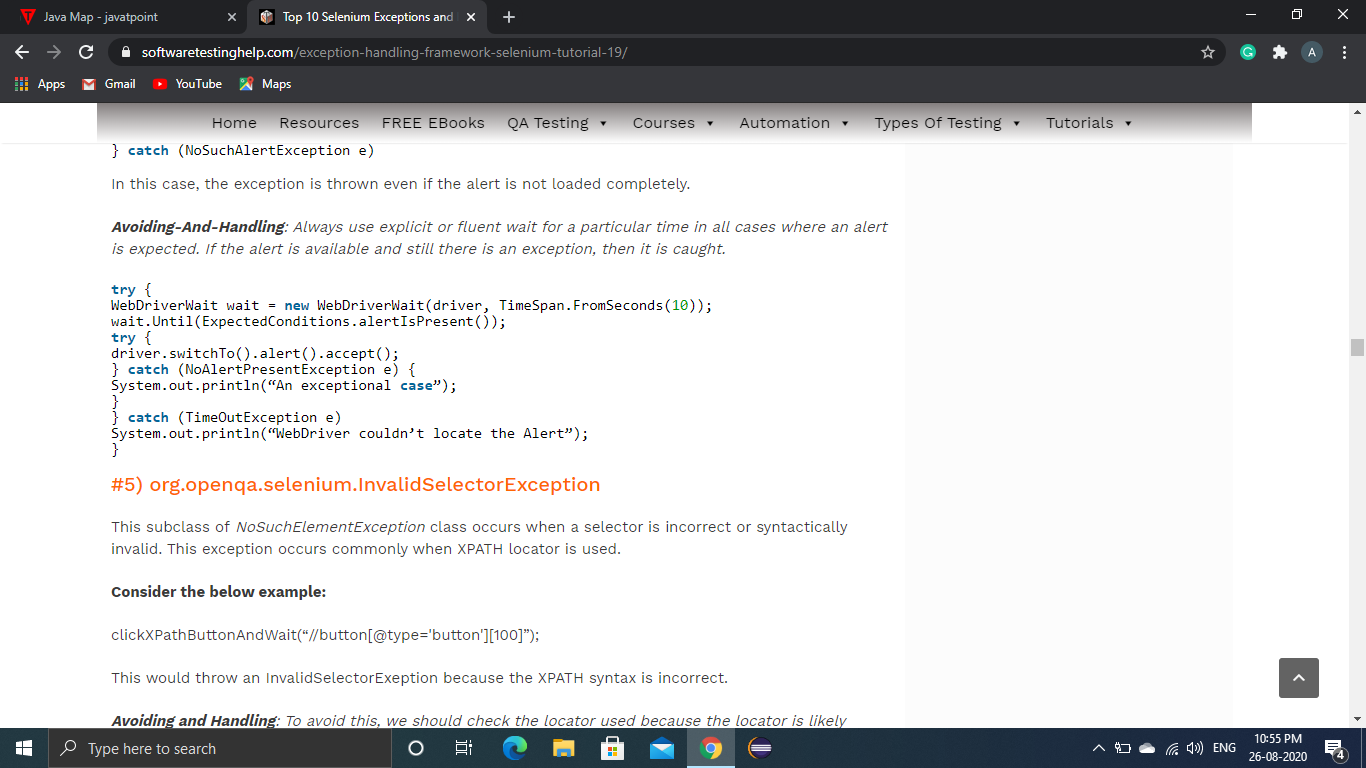 Java Map - javatpoint
Top 10 Selenium Exceptions and
softwaretestinghelp.com/exception-handling-framework-selenium-tutorial-19/
G
A
Apps
Gmail
YouTube
Maps
Home
Resources
FREE EBooks
QA Testing
Courses
Automation
Types Of Testing
Tutorials
} catch (NoSuchAlertException e)
In this case, the exception is thrown even if the alert is not loaded completely.
Avoiding-And-Handling: Always use explicit or fluent wait for a particular time in all cases where an alert
is expected. If the alert is available and still there is an exception, then it is caught.
try {
WebDriverWait wait = new WebDriverWait(driver, TimeSpan.FromSeconds(10));
wait.Until(ExpectedConditions.alertIsPresent());
try {
driver.switchTo().alert().accept();
} catch (NoAlertPresentException e) {
System.out.println(“An exceptional case”);
}
} catch (TimeOutException e)
System.out.println(“WebDriver couldn’t locate the Alert”);
}
#5) org.openqa.selenium.InvalidSelectorException
This subclass of NoSuchElementException class occurs when a selector is incorrect or syntactically
invalid. This exception occurs commonly when XPATH locator is used.
Consider the below example:
clickXPathButtonAndWait(“//button[@type='button'][100]”);
This would throw an InvalidSelectorExeption because the XPATH syntax is incorrect.
Avoiding and Handling: To avoid this, we should check the locator used because the locator is likely
Type here to search
ENG
10:55 PM
26-08-2020
4